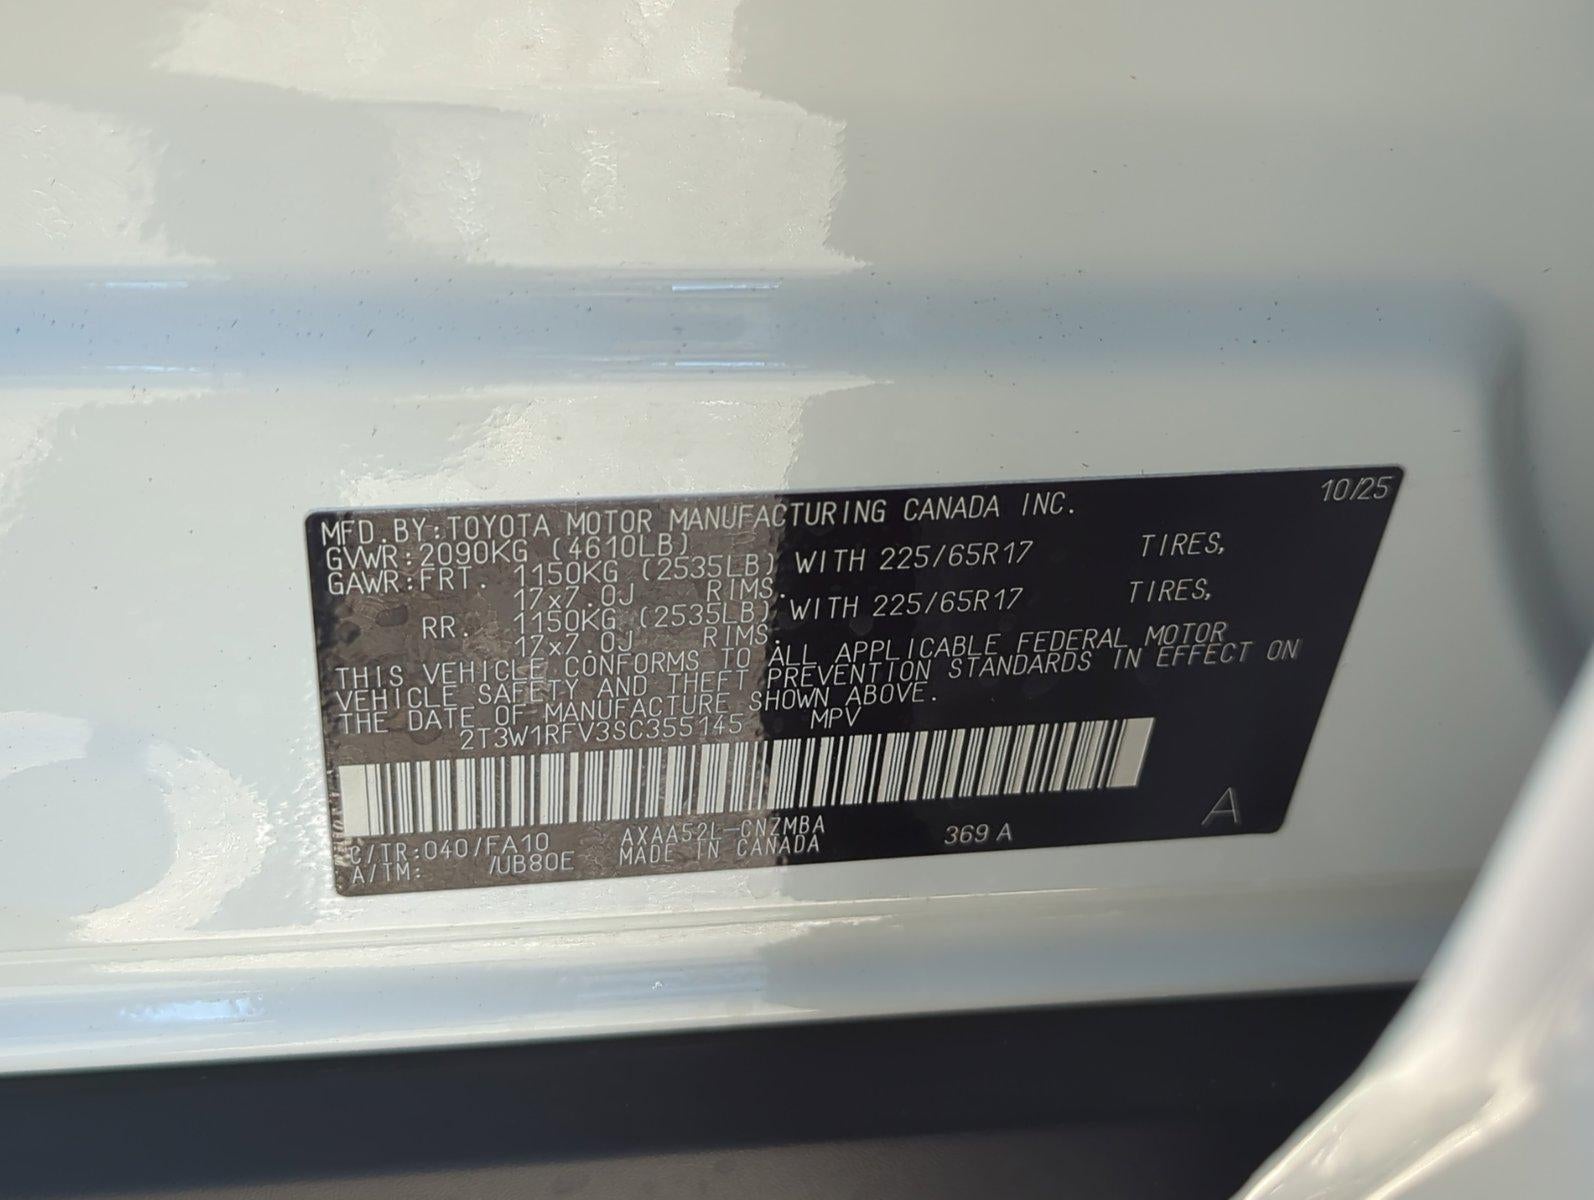 MFD.BY:TOYOTA MOTOR MANUFACTURING CANADA INC. 10/25
GVWR:2090KG (4610LB)
GAWR:FRT. 1150KG (2535LB) WITH 225/65R17 TIRES,
17x7.0J RIMS.
RR. 1150KG (2535LB) WITH 225/65R17 TIRES,
17x7.0J RIMS.
THIS VEHICLE CONFORMS TO ALL APPLICABLE FEDERAL MOTOR
VEHICLE SAFETY AND THEFT PREVENTION STANDARDS IN EFFECT ON
THE DATE OF MANUFACTURE SHOWN ABOVE.
2T3W1RFV3SC355145 MPV
C/TR:040/FA10 AXAA52L-CNZMBA 369 A A
A/TM: /UB80E MADE IN CANADA